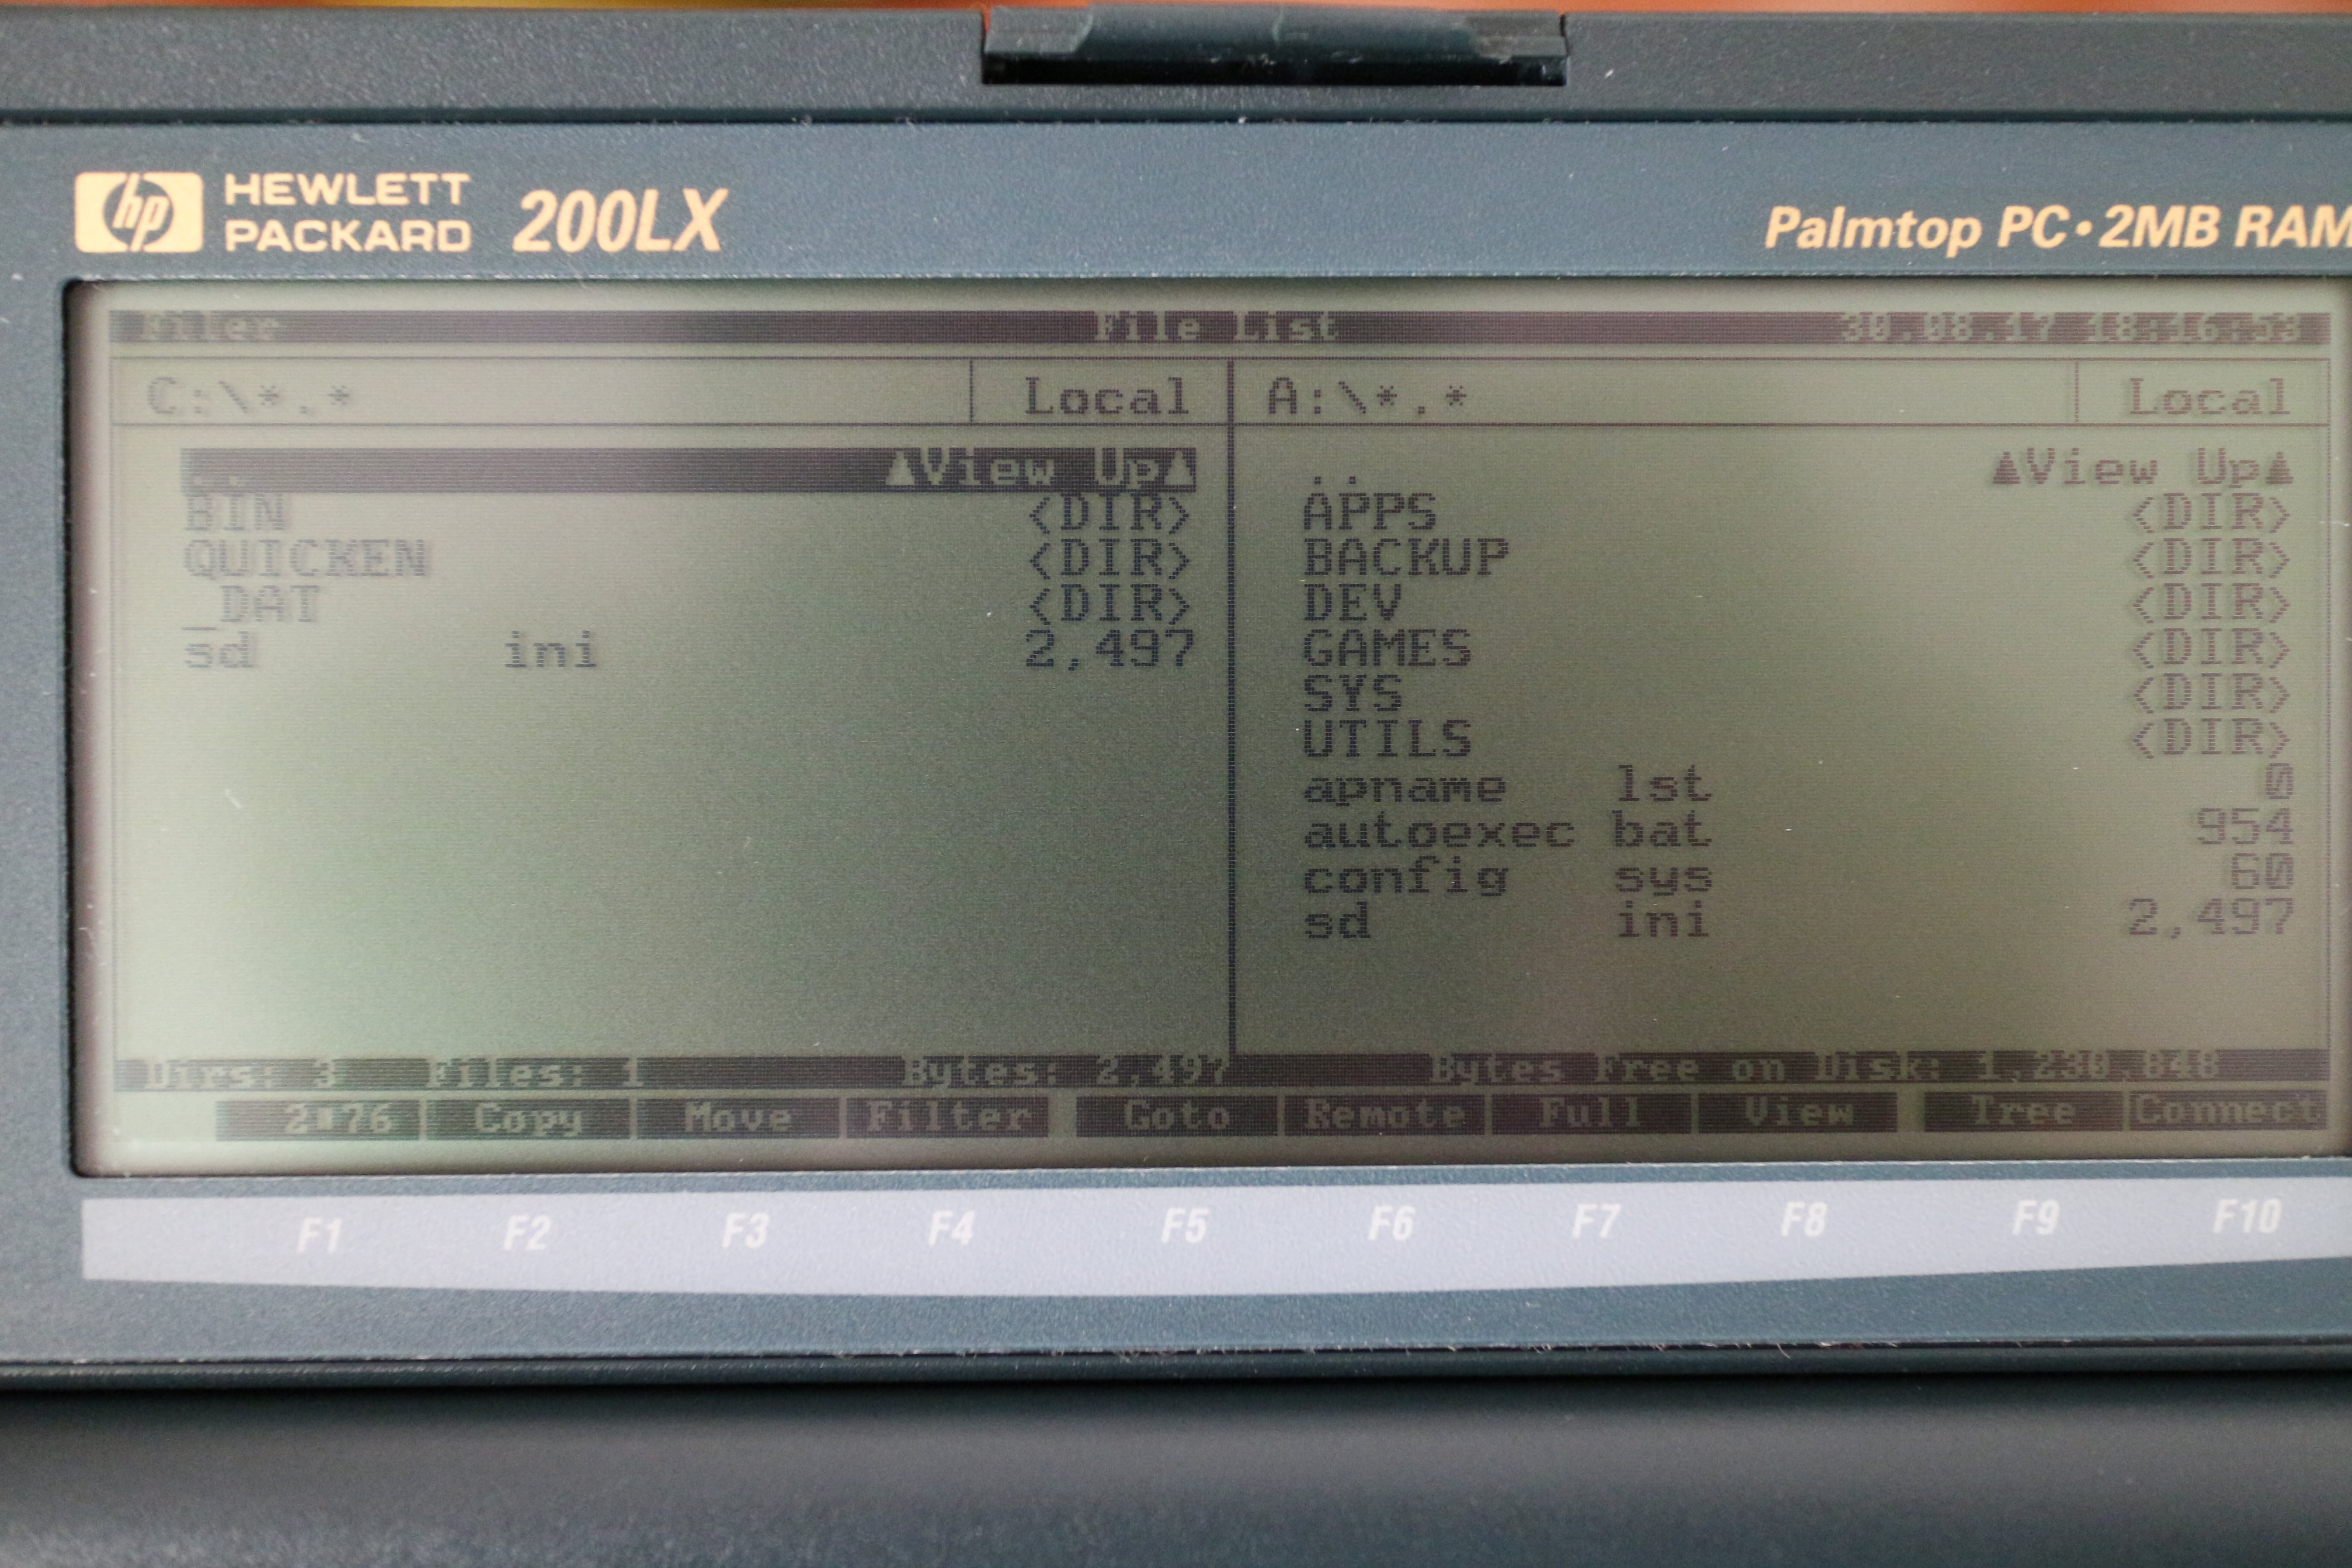 hp HEWLETT PACKARD 200LX
Palmtop PC • 2MB RAM
Filer File List 30.08.17 18:16:53
C:\*.* Local
.. ▲View Up▲
BIN <DIR>
QUICKEN <DIR>
_DAT <DIR>
sd ini 2,497
A:\*.* Local
.. ▲View Up▲
APPS <DIR>
BACKUP <DIR>
DEV <DIR>
GAMES <DIR>
SYS <DIR>
UTILS <DIR>
apname lst 0
autoexec bat 954
config sys 60
sd ini 2,497
Dirs: 3 Files: 1 Bytes: 2,497 Bytes Free on Disk: 1,230,848
Copy Move Filter Goto Remote Full View Tree Connect
F1 F2 F3 F4 F5 F6 F7 F8 F9 F10